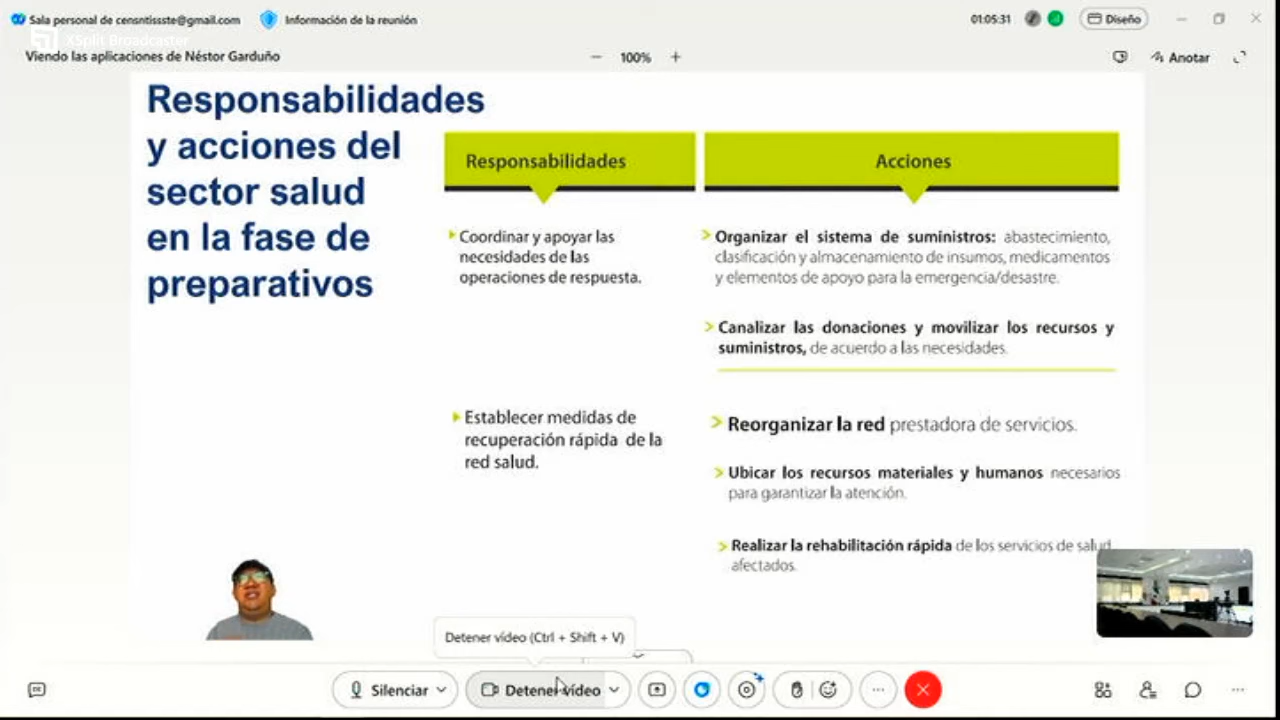 Sala personal de censntissste@gmail.com
Información de la reunión
01:05:31
Diseño
XSplit Broadcaster
Viendo las aplicaciones de Néstor Garduño
100%
Anotar
Responsabilidades
y acciones del
sector salud
en la fase de
preparativos
Responsabilidades
Acciones
Coordinar y apoyar las
necesidades de las
operaciones de respuesta.
Organizar el sistema de suministros: abastecimiento,
clasificación y almacenamiento de insumos, medicamentos
y elementos de apoyo para la emergencia/desastre.
Canalizar las donaciones y movilizar los recursos y
suministros, de acuerdo a las necesidades.
Establecer medidas de
recuperación rápida de la
red salud.
Reorganizar la red prestadora de servicios.
Ubicar los recursos materiales y humanos necesarios
para garantizar la atención.
Realizar la rehabilitación rápida de los servicios de salud
afectados.
Detener vídeo (Ctrl + Shift + V)
Silenciar
Detener vídeo